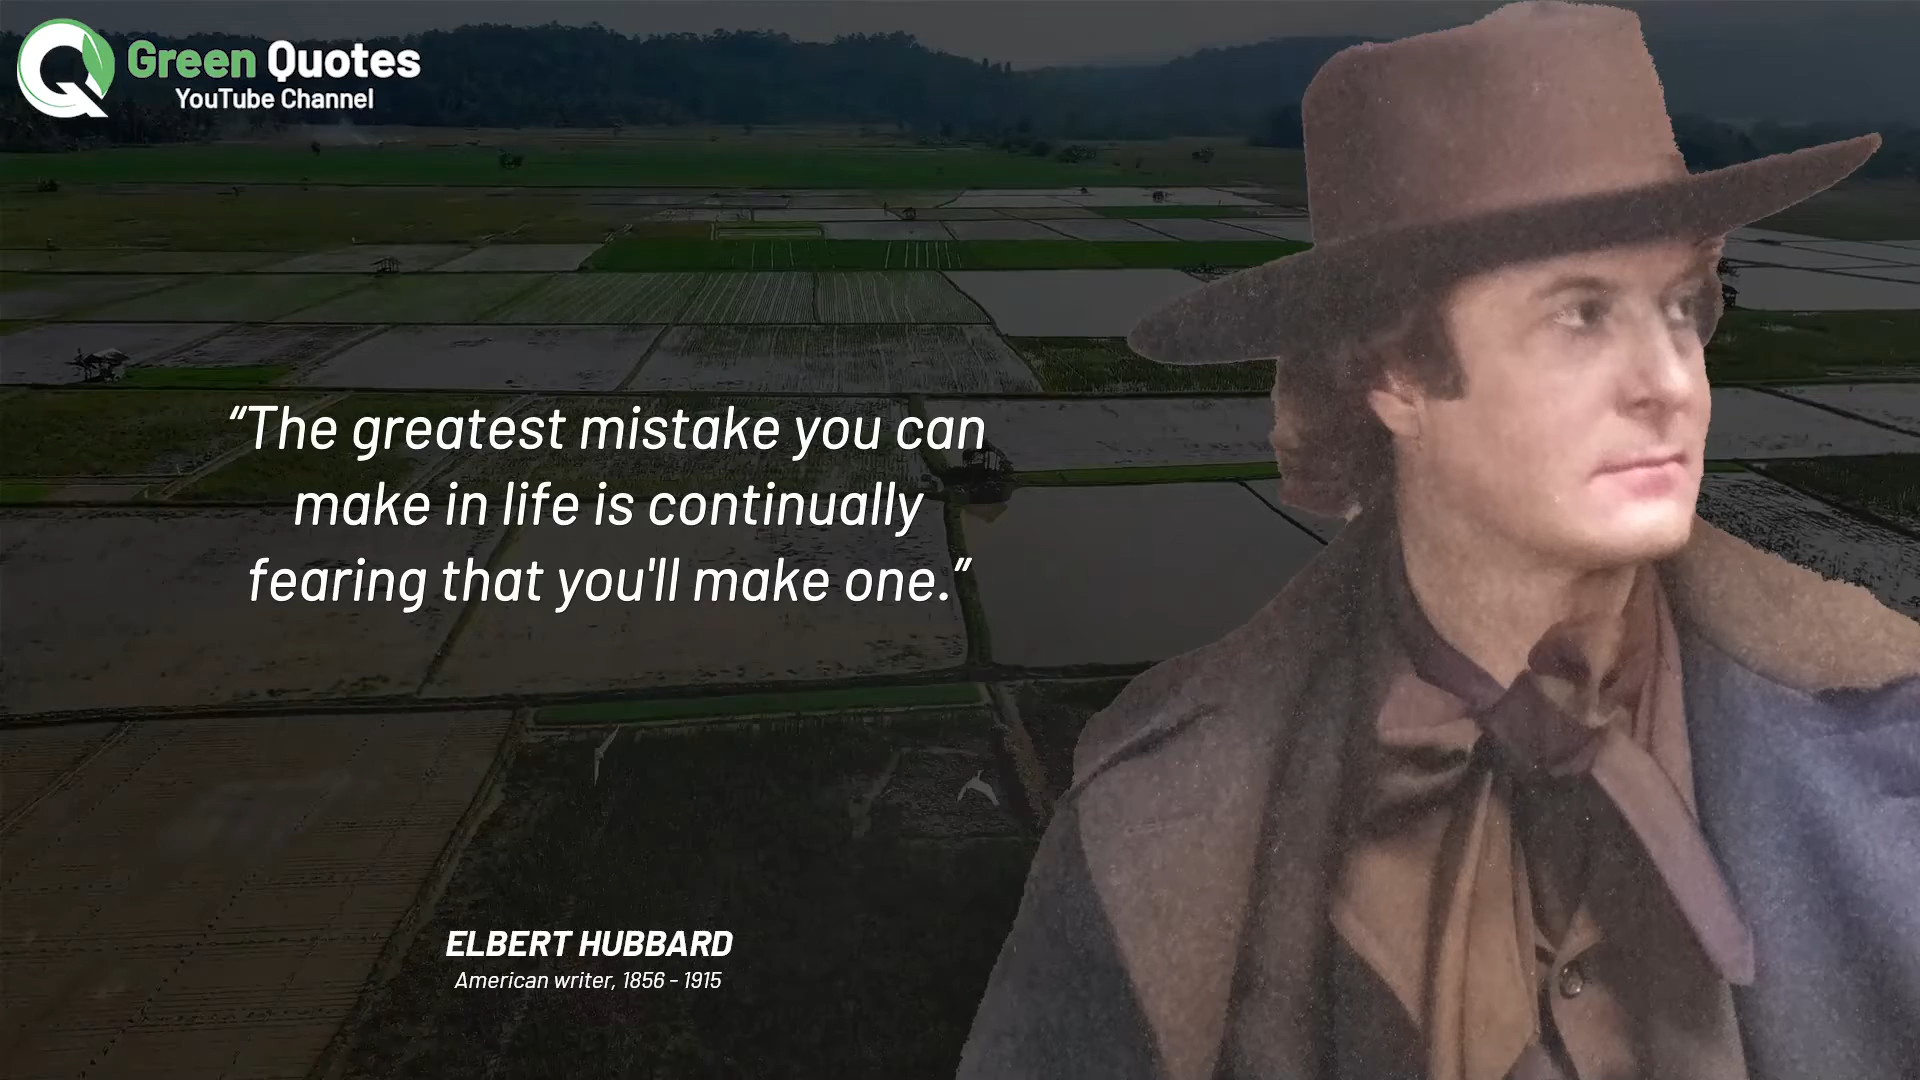 Green Quotes
YouTube Channel
“The greatest mistake you can
make in life is continually
fearing that you'll make one.”
ELBERT HUBBARD
American writer, 1856 - 1915